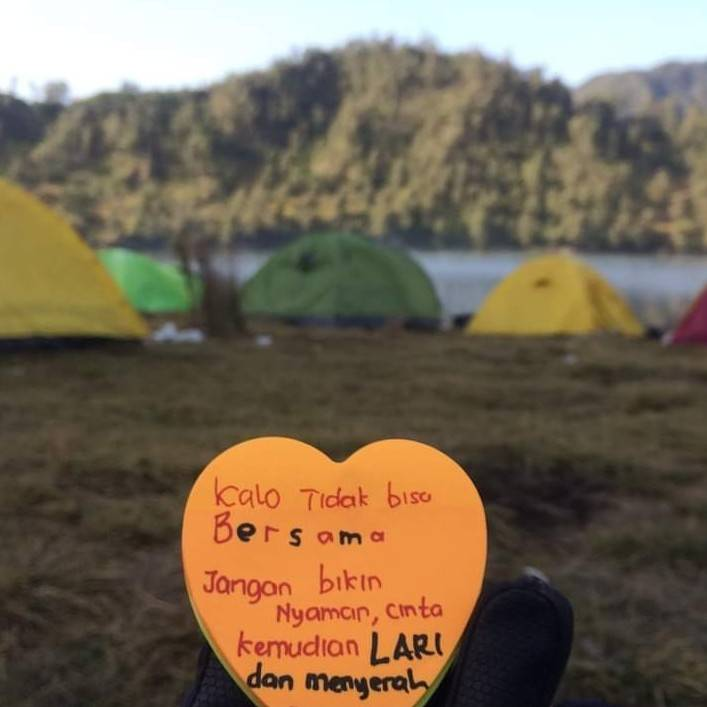 Kalo Tidak bisa
Bersama
Jangan bikin
Nyaman, cinta
kemudian LARI
dan menyerah